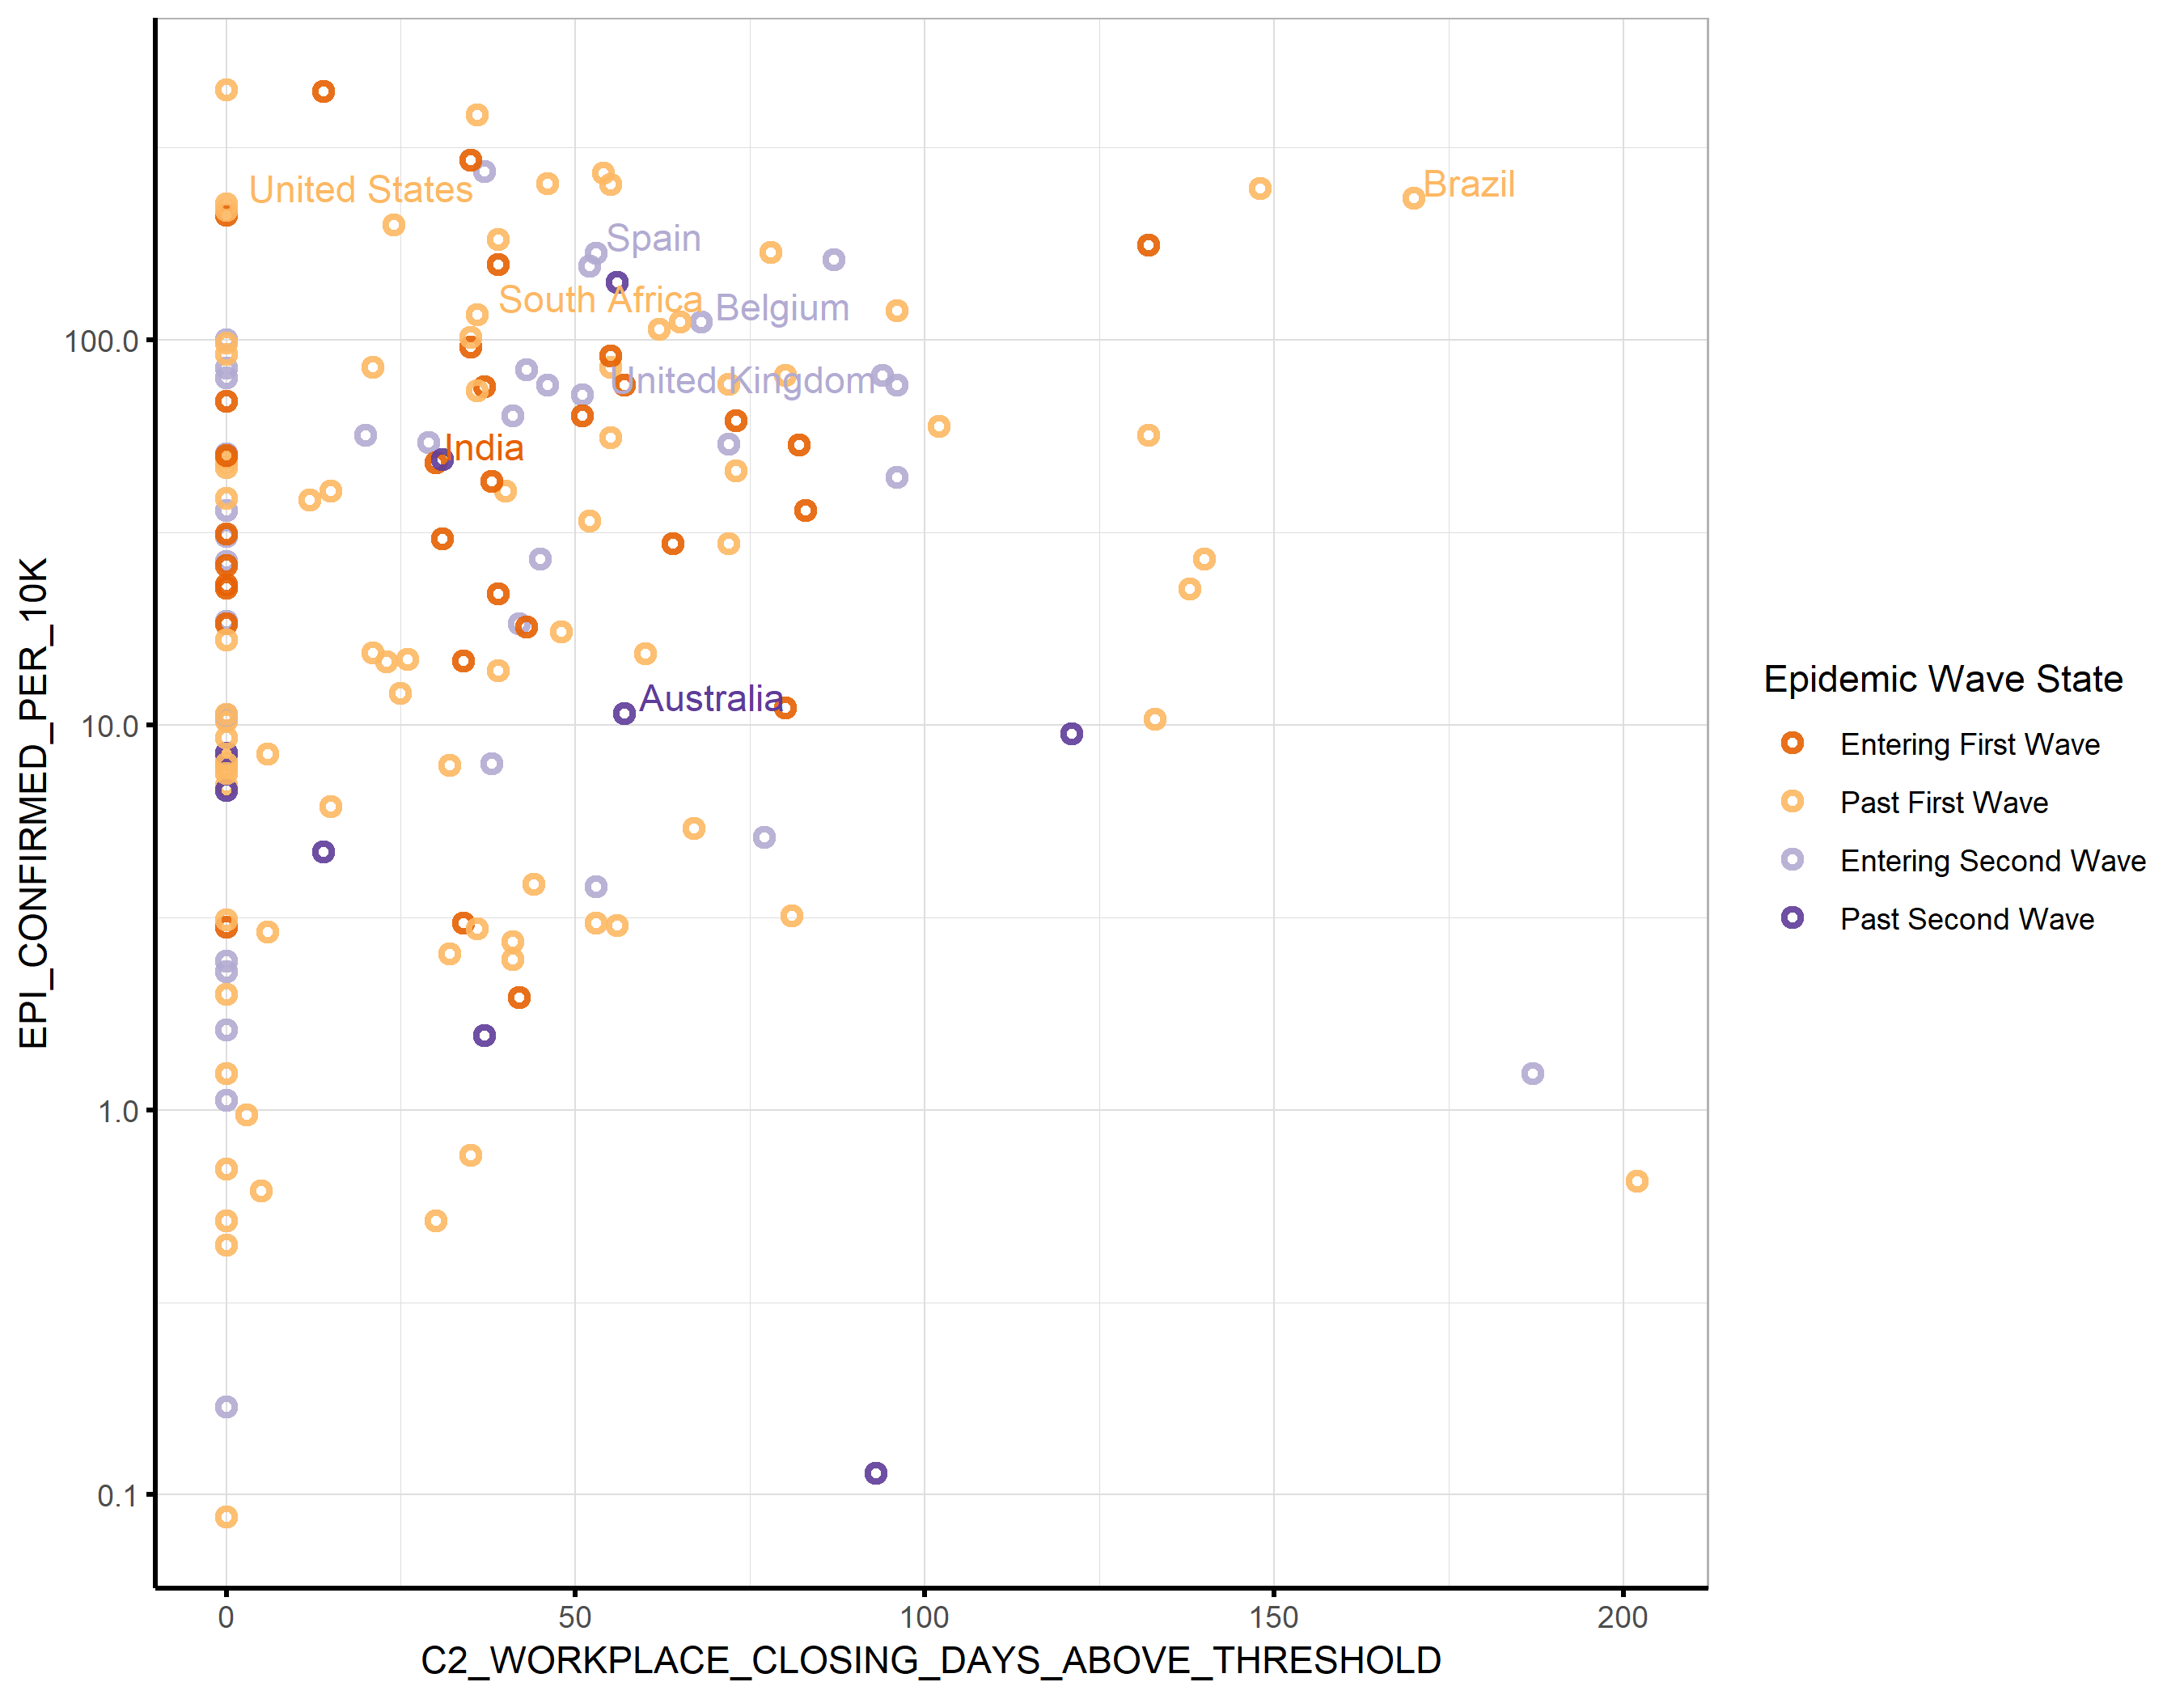 United States
Brazil
Spain
South Africa
Belgium
United Kingdom
India
Australia
100.0
10.0
1.0
0.1
EPI_CONFIRMED_PER_10K
0
50
100
150
200
C2_WORKPLACE_CLOSING_DAYS_ABOVE_THRESHOLD
Epidemic Wave State
Entering First Wave
Past First Wave
Entering Second Wave
Past Second Wave